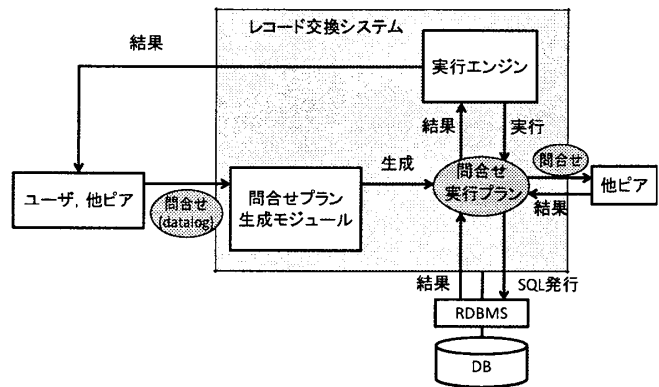 レコード交換システム
結果
実行エンジン
結果
実行
生成
問合せ
ユーザ, 他ピア
問合せ
(datalog)
問合せプラン
生成モジュール
問合せ
実行プラン
他ピア
結果
結果
SQL発行
RDBMS
DB